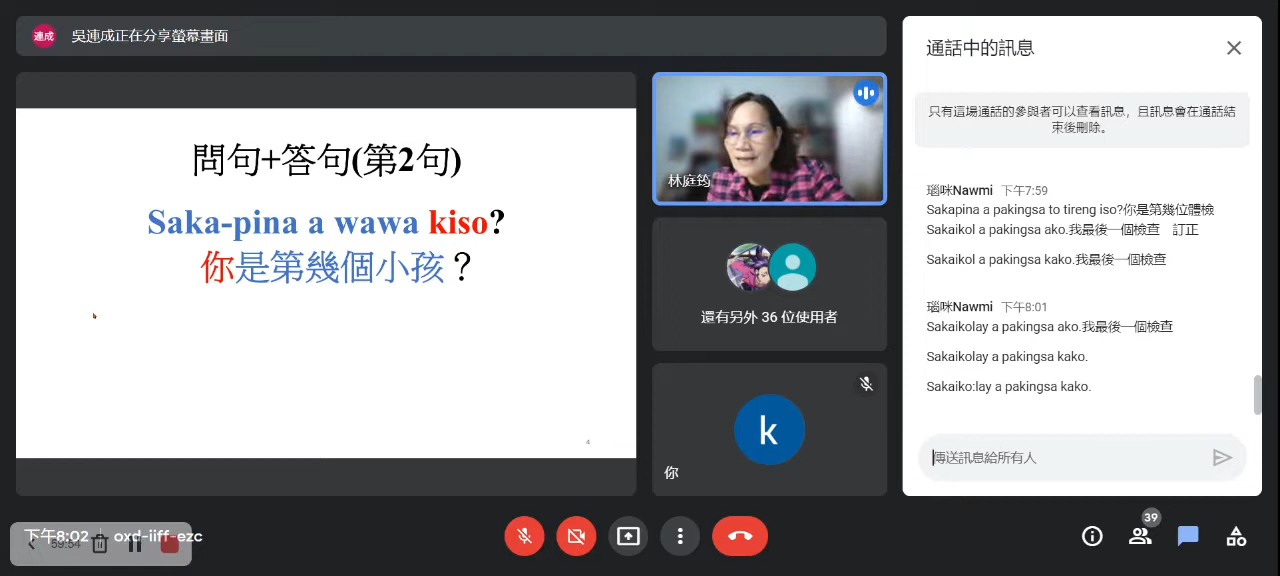 連成 吳連成正在分享螢幕畫面
問句+答句(第2句)
Saka-pina a wawa kiso?
你是第幾個小孩？
4
林庭筠
還有另外 36 位使用者
k
你
通話中的訊息
只有這場通話的參與者可以查看訊息，且訊息會在通話結
束後刪除。
瑙咪Nawmi 下午7:59
Sakapina a pakingsa to tireng iso?你是第幾位體檢
Sakaikol a pakingsa ako.我最後一個檢查　訂正
Sakaikol a pakingsa kako.我最後一個檢查
瑙咪Nawmi 下午8:01
Sakaikolay a pakingsa ako.我最後一個檢查
Sakaikolay a pakingsa kako.
Sakaiko:lay a pakingsa kako.
傳送訊息給所有人
下午8:02 | oxd-iiff-ezc
59:54
39